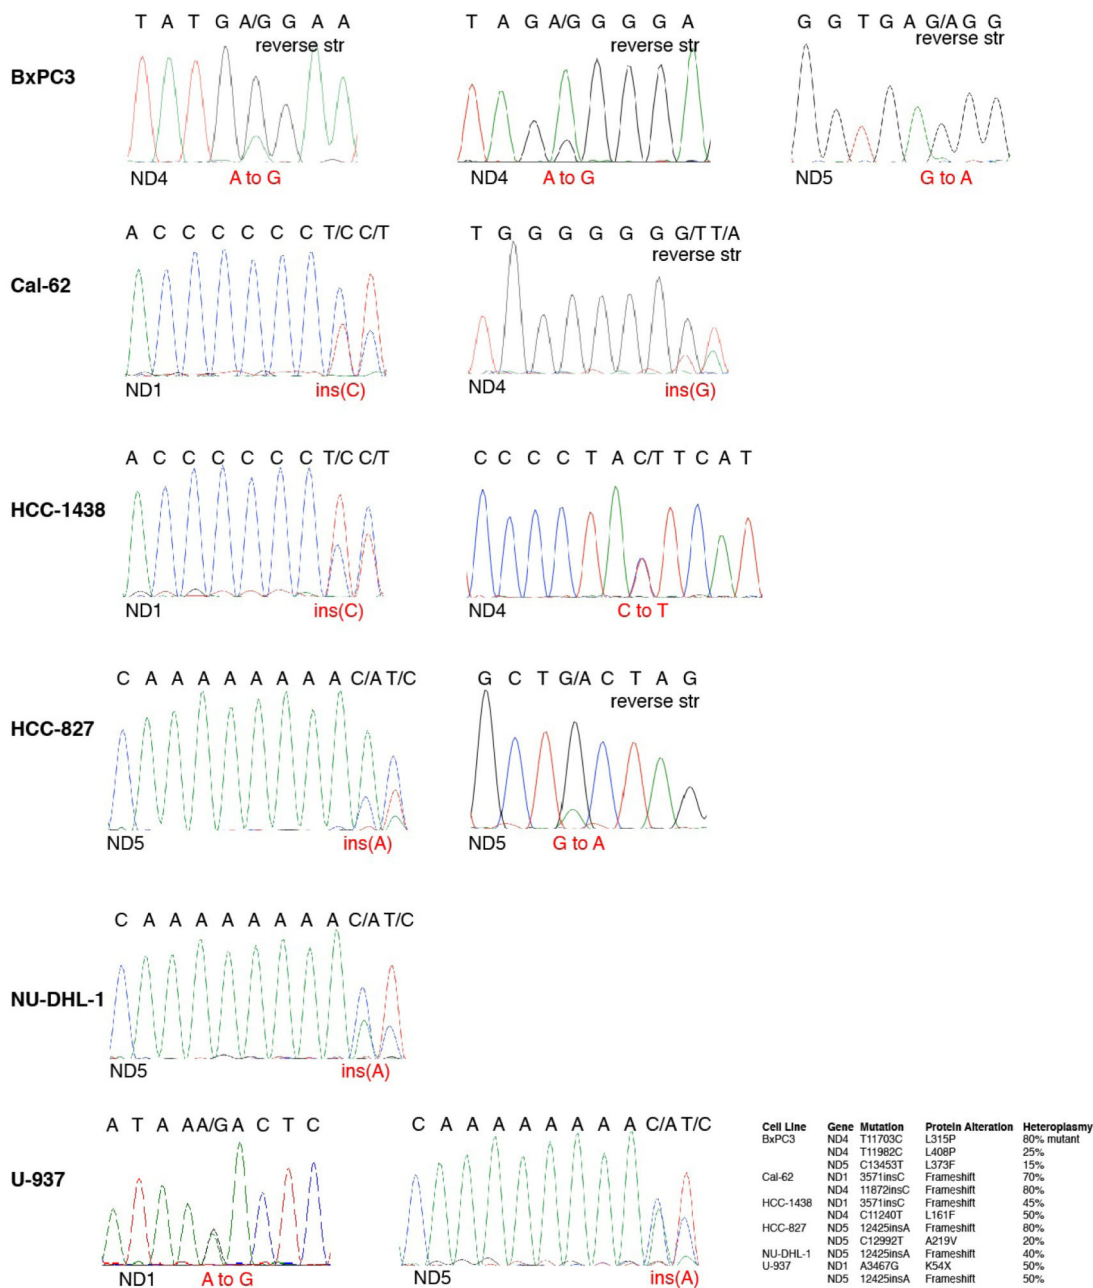 T A T G A/G G A A
reverse str
T A G A/G G G G A
reverse str
G G T G A G/A G G
reverse str
BxPC3
ND4 A to G
ND4 A to G
ND5 G to A
A C C C C C C T/C C/T
T G G G G G G G/T T/A
reverse str
Cal-62
ND1 ins(C)
ND4 ins(G)
A C C C C C C T/C C/T
C C C C T A C/T T C A T
HCC-1438
ND1 ins(C)
ND4 C to T
C A A A A A A A A C/A T/C
G C T G/A C T A G
reverse str
HCC-827
ND5 ins(A)
ND5 G to A
C A A A A A A A A C/A T/C
NU-DHL-1
ND5 ins(A)
A T A A A/G A C T C
C A A A A A A A A C/A T/C
U-937
ND1 A to G
ND5 ins(A)
Cell Line Gene Mutation Protein Alteration Heteroplasmy
BxPC3 ND4 T11703C L315P 80% mutant
ND4 T11982C L408P 25%
ND5 C13453T L373F 15%
Cal-62 ND1 3571insC Frameshift 70%
ND4 11872insC Frameshift 80%
HCC-1438 ND1 3571insC Frameshift 45%
ND4 C11240T L161F 50%
HCC-827 ND5 12425insA Frameshift 80%
ND5 C12992T A219V 20%
NU-DHL-1 ND5 12425insA Frameshift 40%
U-937 ND1 A3467G K54X 50%
ND5 12425insA Frameshift 50%